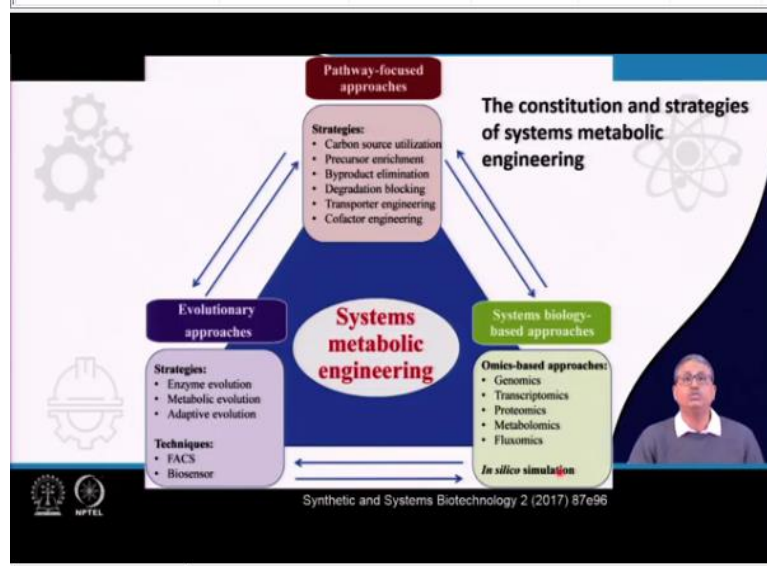 Pathway-focused
approaches
Strategies:
• Carbon source utilization
• Precursor enrichment
• Byproduct elimination
• Degradation blocking
• Transporter engineering
• Cofactor engineering
The constitution and strategies
of systems metabolic
engineering
Evolutionary
approaches
Strategies:
• Enzyme evolution
• Metabolic evolution
• Adaptive evolution
Techniques:
• FACS
• Biosensor
Systems
metabolic
engineering
Systems biology-
based approaches
Omics-based approaches:
• Genomics
• Transcriptomics
• Proteomics
• Metabolomics
• Fluxomics
In silico simulation
Synthetic and Systems Biotechnology 2 (2017) 87e96
NPTEL